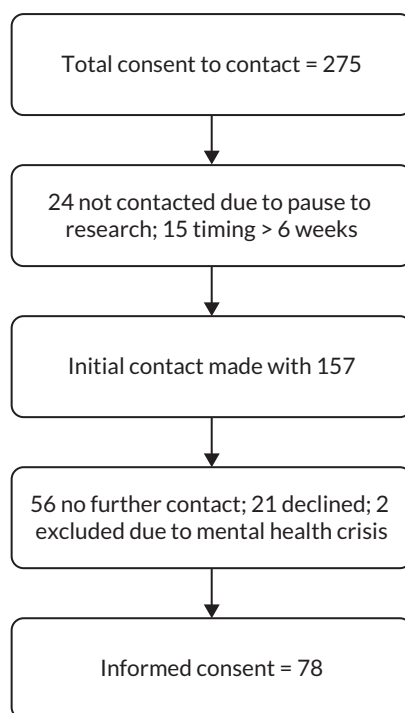 Total consent to contact = 275
24 not contacted due to pause to
research; 15 timing > 6 weeks
Initial contact made with 157
56 no further contact; 21 declined; 2
excluded due to mental health crisis
Informed consent = 78